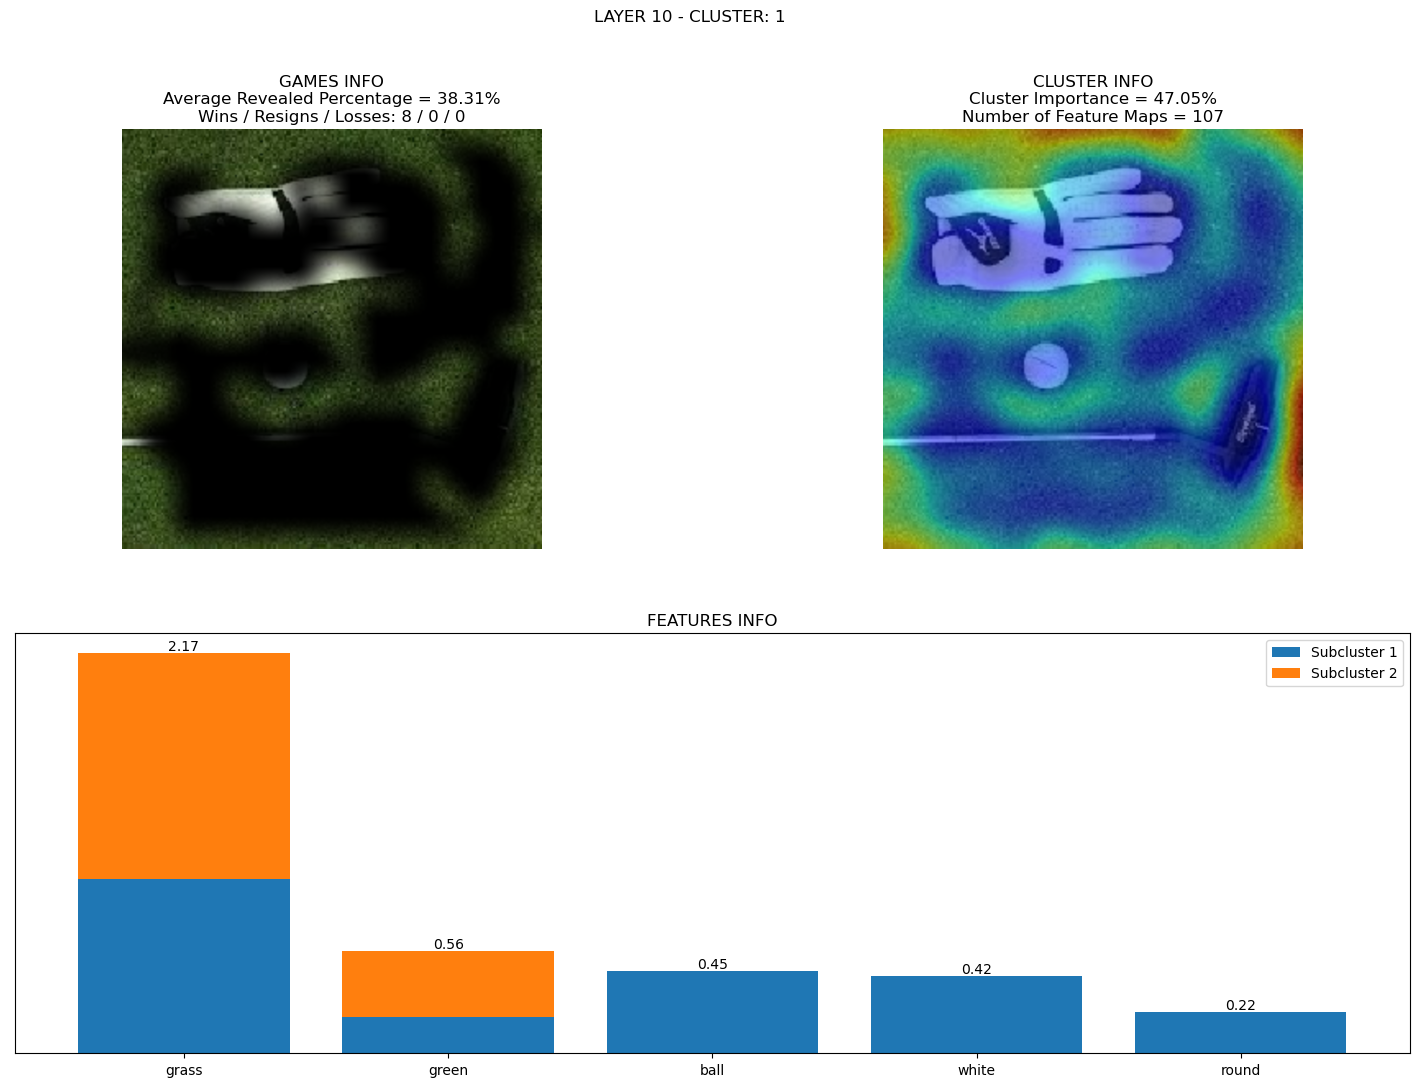 LAYER 10 - CLUSTER: 1
GAMES INFO
Average Revealed Percentage = 38.31%
Wins / Resigns / Losses: 8 / 0 / 0
CLUSTER INFO
Cluster Importance = 47.05%
Number of Feature Maps = 107
FEATURES INFO
Subcluster 1
Subcluster 2
2.17
0.56
0.45
0.42
0.22
grass
green
ball
white
round